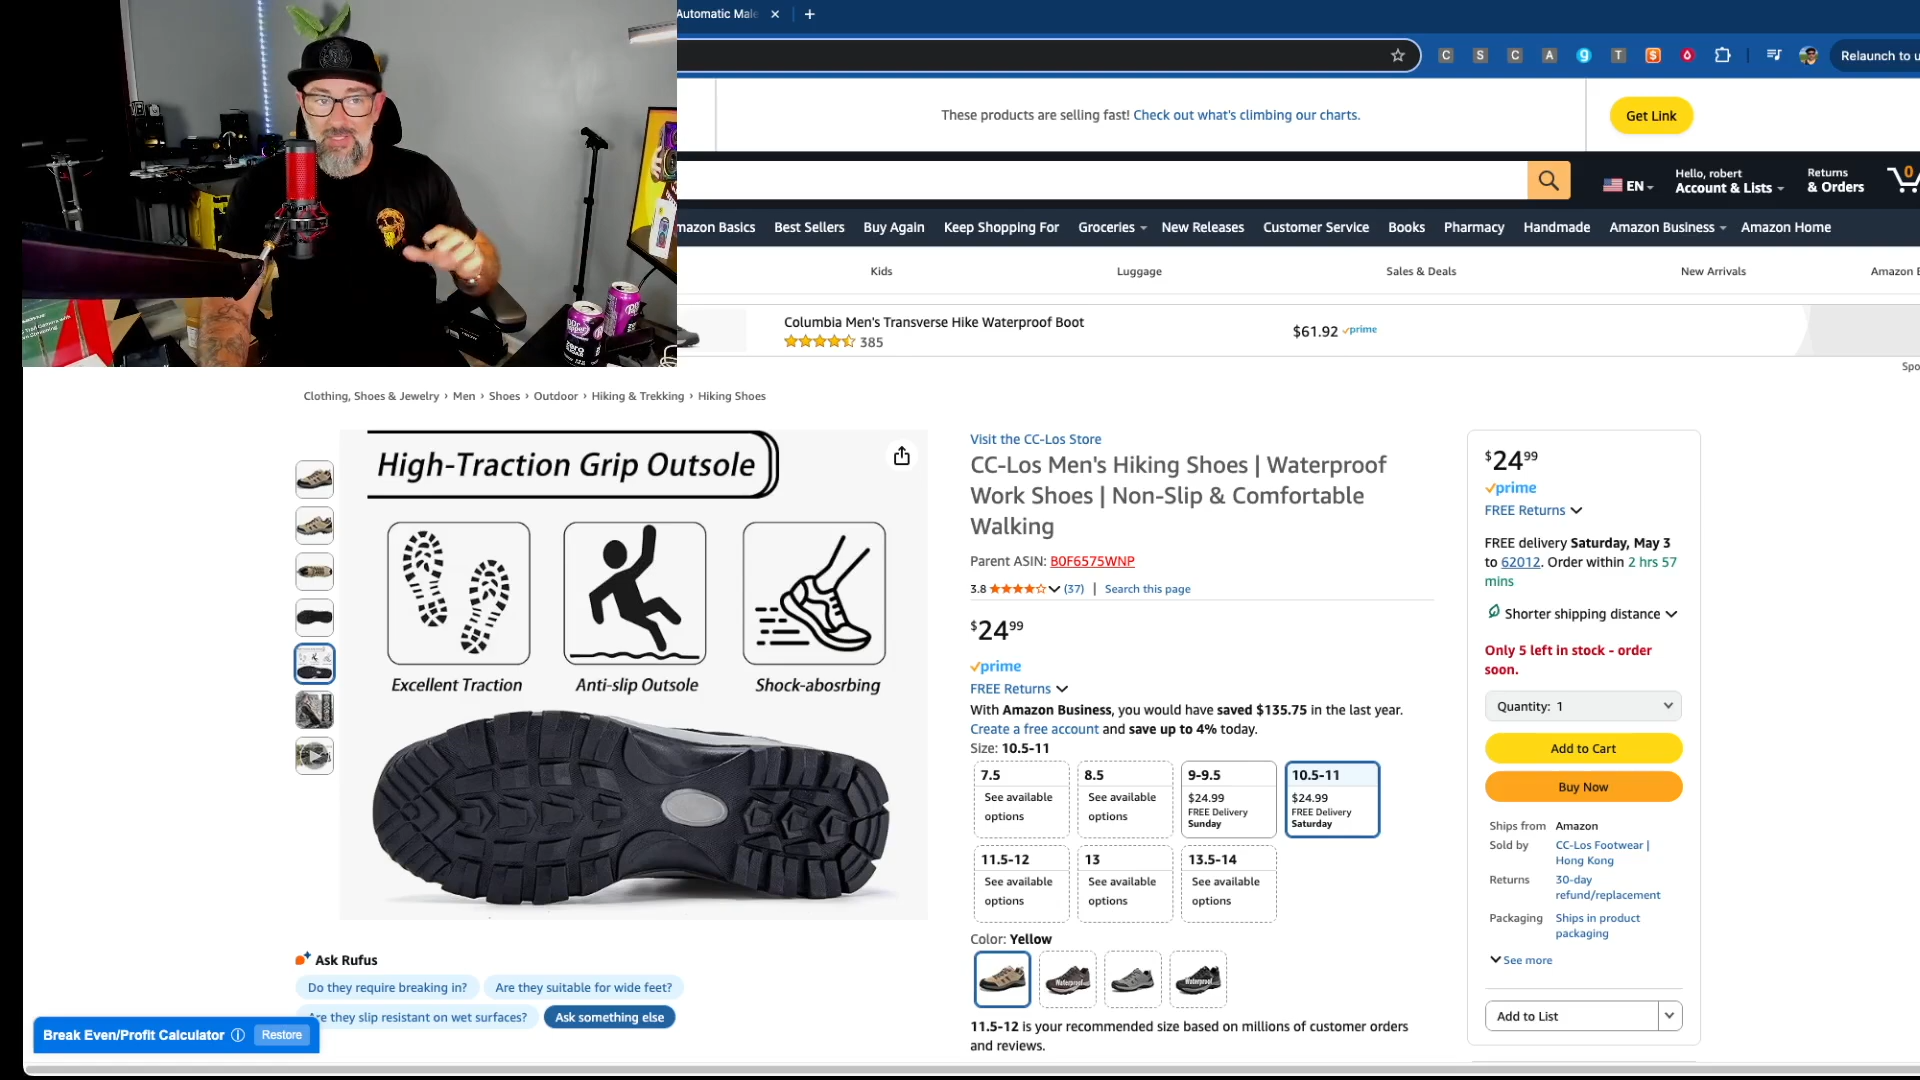 Automatic Male
Relaunch to u
These products are selling fast! Check out what's climbing our charts.
Get Link
EN
Hello, robert
Account & Lists
Returns
& Orders
0
mazon Basics
Best Sellers
Buy Again
Keep Shopping For
Groceries
New Releases
Customer Service
Books
Pharmacy
Handmade
Amazon Business
Amazon Home
Kids
Luggage
Sales & Deals
New Arrivals
Amazon E
Columbia Men's Transverse Hike Waterproof Boot
385
$61.92 prime
Spo
Clothing, Shoes & Jewelry › Men › Shoes › Outdoor › Hiking & Trekking › Hiking Shoes
High-Traction Grip Outsole
Excellent Traction
Anti-slip Outsole
Shock-abosrbing
Ask Rufus
Do they require breaking in?
Are they suitable for wide feet?
re they slip resistant on wet surfaces?
Ask something else
Break Even/Profit Calculator
Restore
Visit the CC-Los Store
CC-Los Men's Hiking Shoes | Waterproof
Work Shoes | Non-Slip & Comfortable
Walking
Parent ASIN: B0F6575WNP
3.8 (37) | Search this page
$24.99
prime
FREE Returns
With Amazon Business, you would have saved $135.75 in the last year.
Create a free account and save up to 4% today.
Size: 10.5-11
7.5
See available
options
8.5
See available
options
9-9.5
$24.99
FREE Delivery
Sunday
10.5-11
$24.99
FREE Delivery
Saturday
11.5-12
See available
options
13
See available
options
13.5-14
See available
options
Color: Yellow
Waterproof
Waterproof
11.5-12 is your recommended size based on millions of customer orders
and reviews.
$24.99
prime
FREE Returns
FREE delivery Saturday, May 3
to 62012. Order within 2 hrs 57
mins
Shorter shipping distance
Only 5 left in stock - order
soon.
Quantity: 1
Add to Cart
Buy Now
Ships from Amazon
Sold by CC-Los Footwear |
Hong Kong
Returns 30-day
refund/replacement
Packaging Ships in product
packaging
See more
Add to List